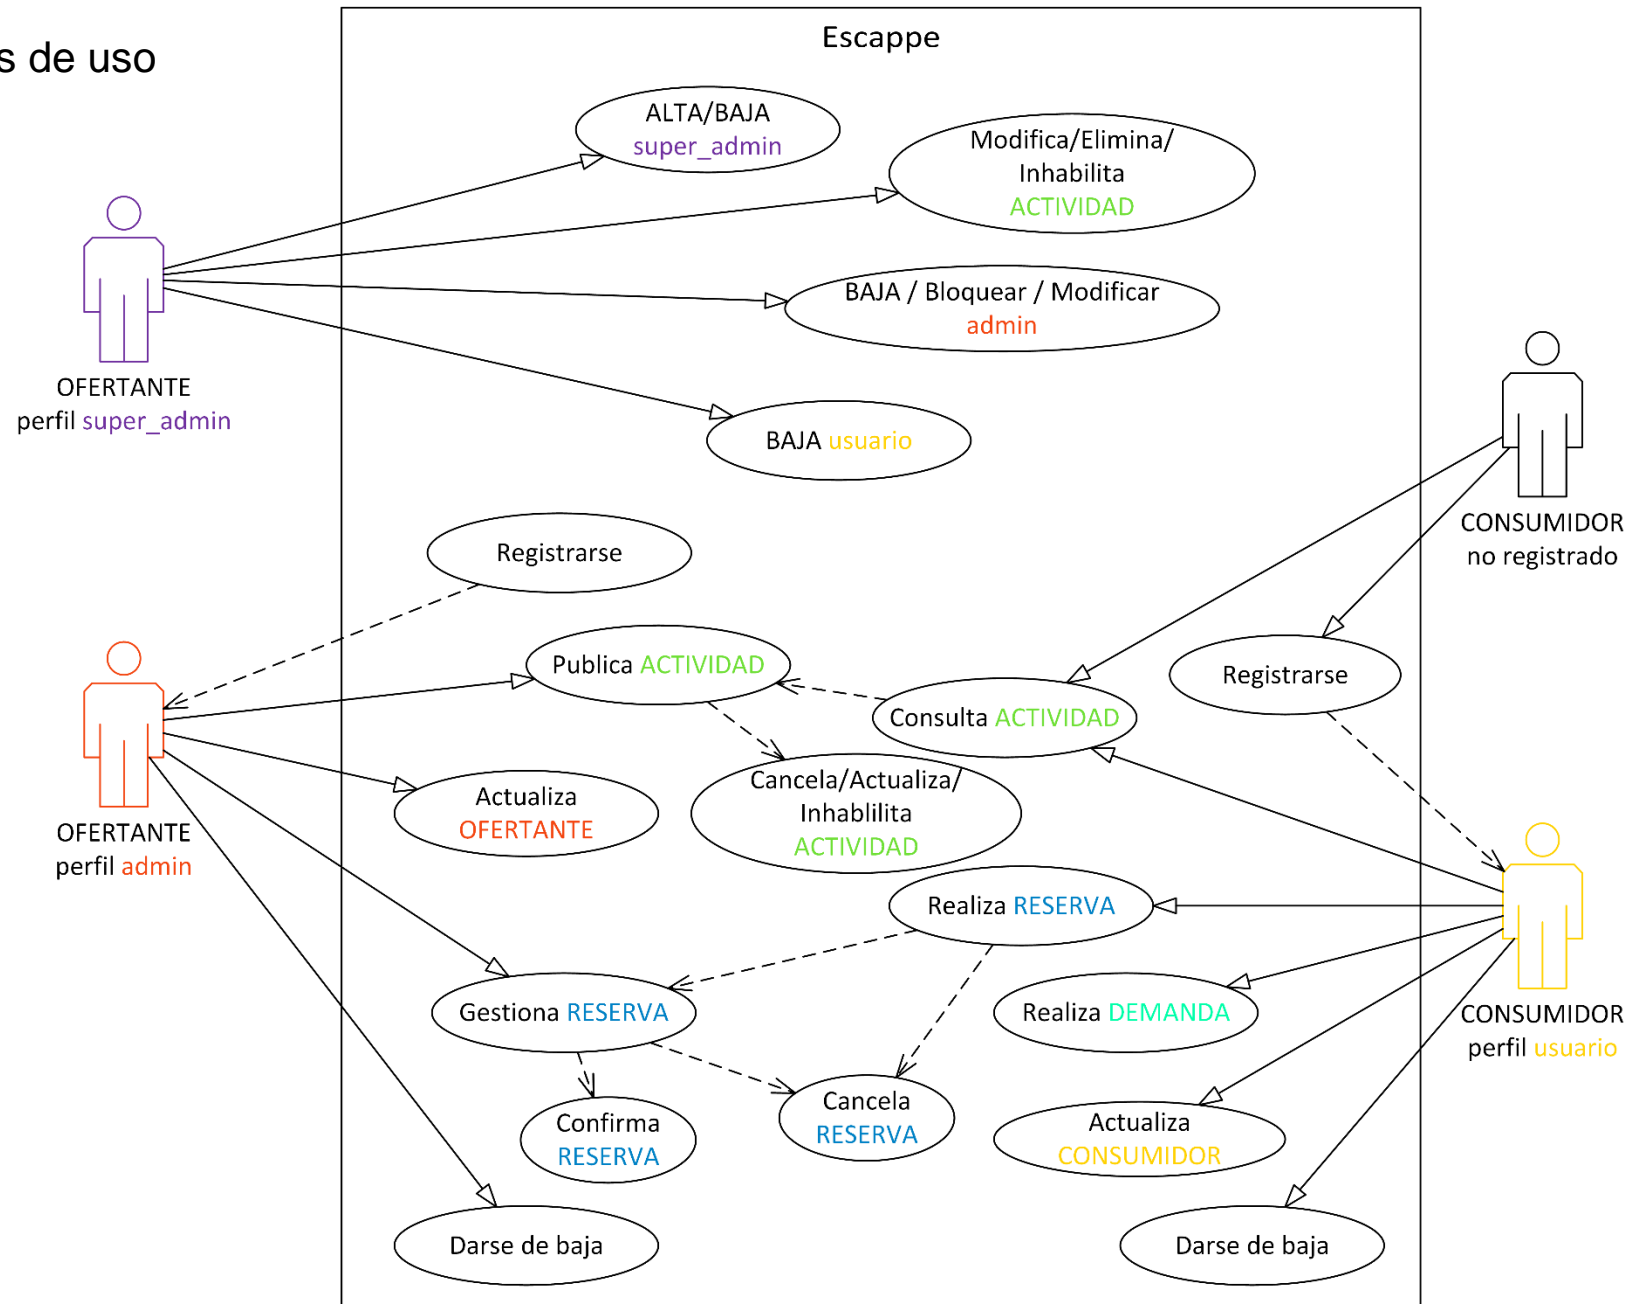 s de uso
Escappe
ALTA/BAJA
super_admin
Modifica/Elimina/
Inhabilita
ACTIVIDAD
BAJA / Bloquear / Modificar
admin
OFERTANTE
perfil super_admin
BAJA usuario
CONSUMIDOR
no registrado
Registrarse
Publica ACTIVIDAD
Registrarse
Consulta ACTIVIDAD
Cancela/Actualiza/
Inhablilita
ACTIVIDAD
Actualiza
OFERTANTE
OFERTANTE
perfil admin
Realiza RESERVA
Gestiona RESERVA
Realiza DEMANDA
CONSUMIDOR
perfil usuario
Cancela
RESERVA
Confirma
RESERVA
Actualiza
CONSUMIDOR
Darse de baja
Darse de baja